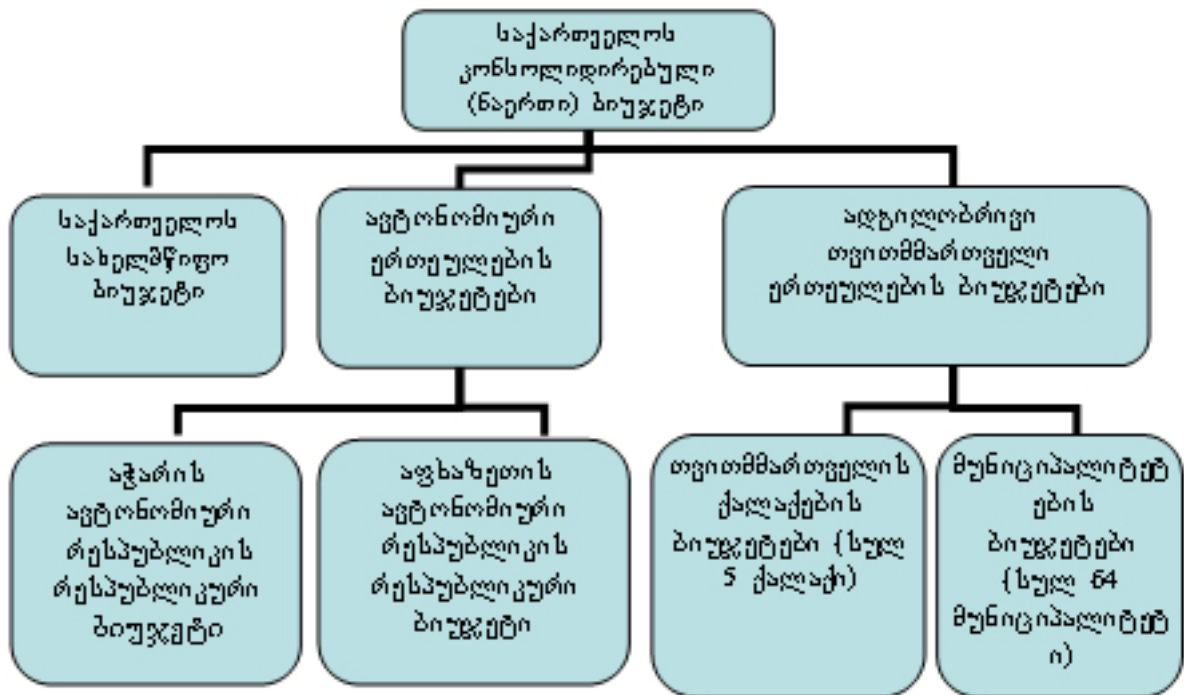 საქართველოს
კონსოლიდირებული
(ნაერთი) ბიუჯეტი
საქართველოს
სახელმწიფო
ბიუჯეტი
ავტონომიური
ერთეულების
ბიუჯეტები
ადგილობრივი
თვითმმართველი
ერთეულების ბიუჯეტები
აჭარის
ავტონომიური
რესპუბლიკის
რესპუბლიკური
ბიუჯეტი
აფხაზეთის
ავტონომიური
რესპუბლიკის
რესპუბლიკური
ბიუჯეტი
თვითმმართველის
ქალაქების
ბიუჯეტები (სულ
5 ქალაქი)
მუნიციპალიტეტ
ების
ბიუჯეტები
(სულ 64
მუნიციპალიტეტ
ი)